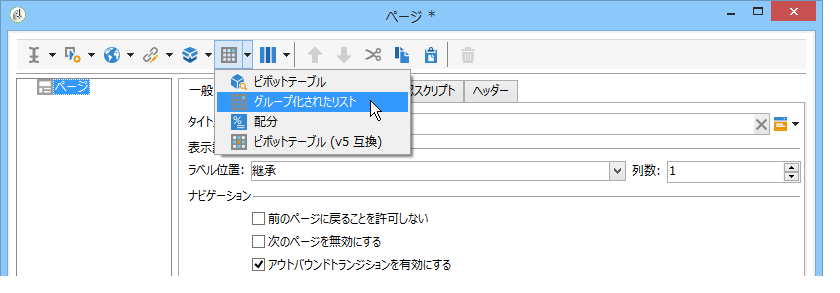 ページ *
ページ
ピボットテーブル
グループ化されたリスト
配分
ピボットテーブル (v5 互換)
一般
スクリプト
ヘッダー
タイトル
表示
ラベル位置: 継承 列数: 1
ナビゲーション
前のページに戻ることを許可しない
次のページを無効にする
アウトバウンドトランジションを有効にする